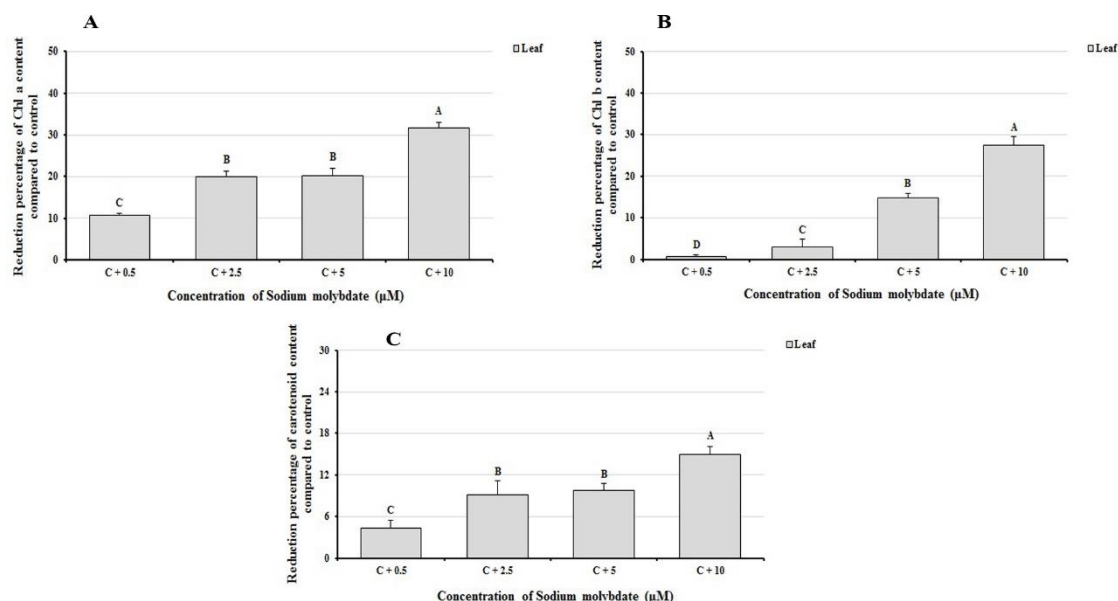 A
Reduction percentage of Chl a content
compared to control
50
40
30
20
10
0
C
B
B
A
C + 0.5
C + 2.5
C + 5
C + 10
Concentration of Sodium molybdate (µM)
Leaf
B
Reduction percentage of Chl b content
compared to control
50
40
30
20
10
0
D
C
B
A
C + 0.5
C + 2.5
C + 5
C + 10
Concentration of Sodium molybdate (µM)
Leaf
C
Reduction percentage of carotenoid content
compared to control
30
24
18
12
6
0
C
B
B
A
C + 0.5
C + 2.5
C + 5
C + 10
Concentration of Sodium molybdate (µM)
Leaf